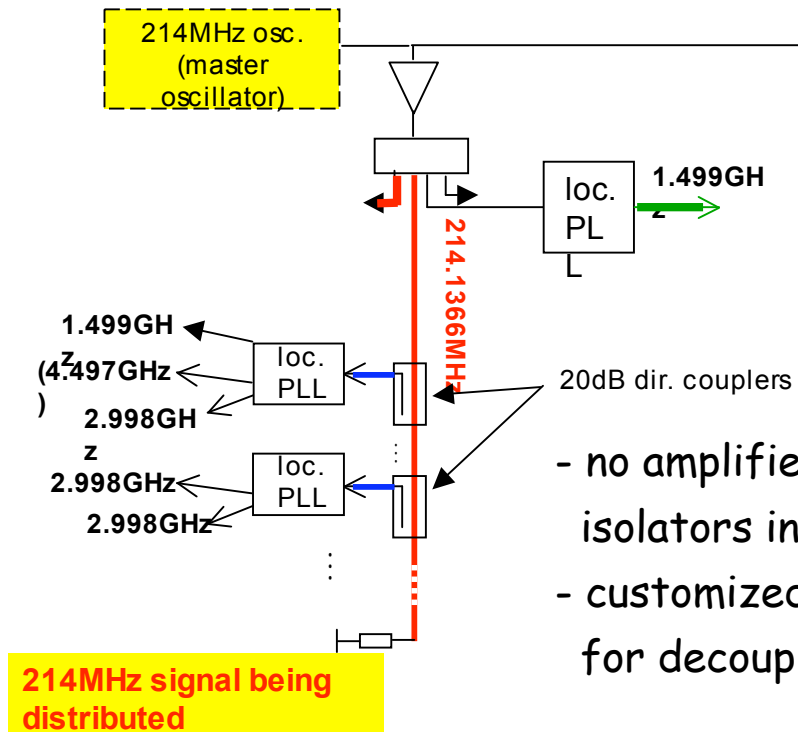 214MHz osc.
(master
oscillator)
loc.
PL
L
1.499GH
z
214.1366MHz
1.499GH
z
(4.497GHz
)
2.998GH
z
loc.
PLL
20dB dir. couplers
loc.
PLL
2.998GHz
2.998GHz
- no amplifie
isolators in
- customized
for decoup
214MHz signal being
distributed